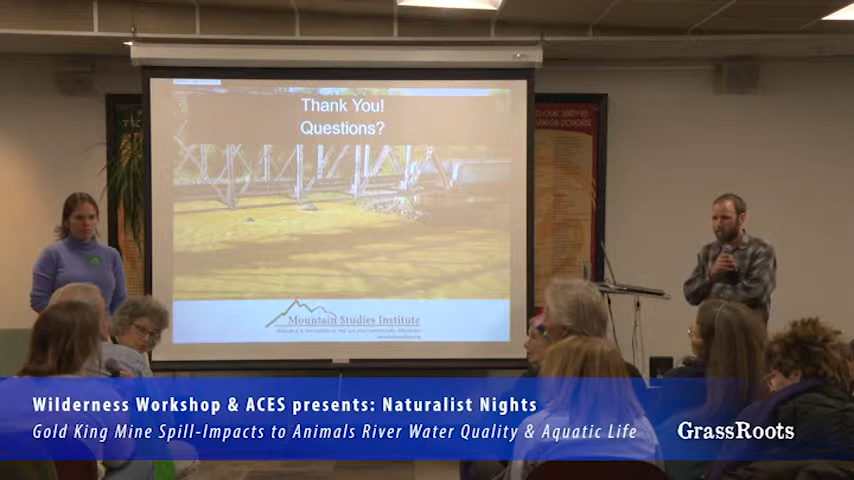 Thank You!
Questions?
Mountain Studies Institute
Wilderness Workshop & ACES presents: Naturalist Nights
Gold King Mine Spill-Impacts to Animals River Water Quality & Aquatic Life
GrassRoots